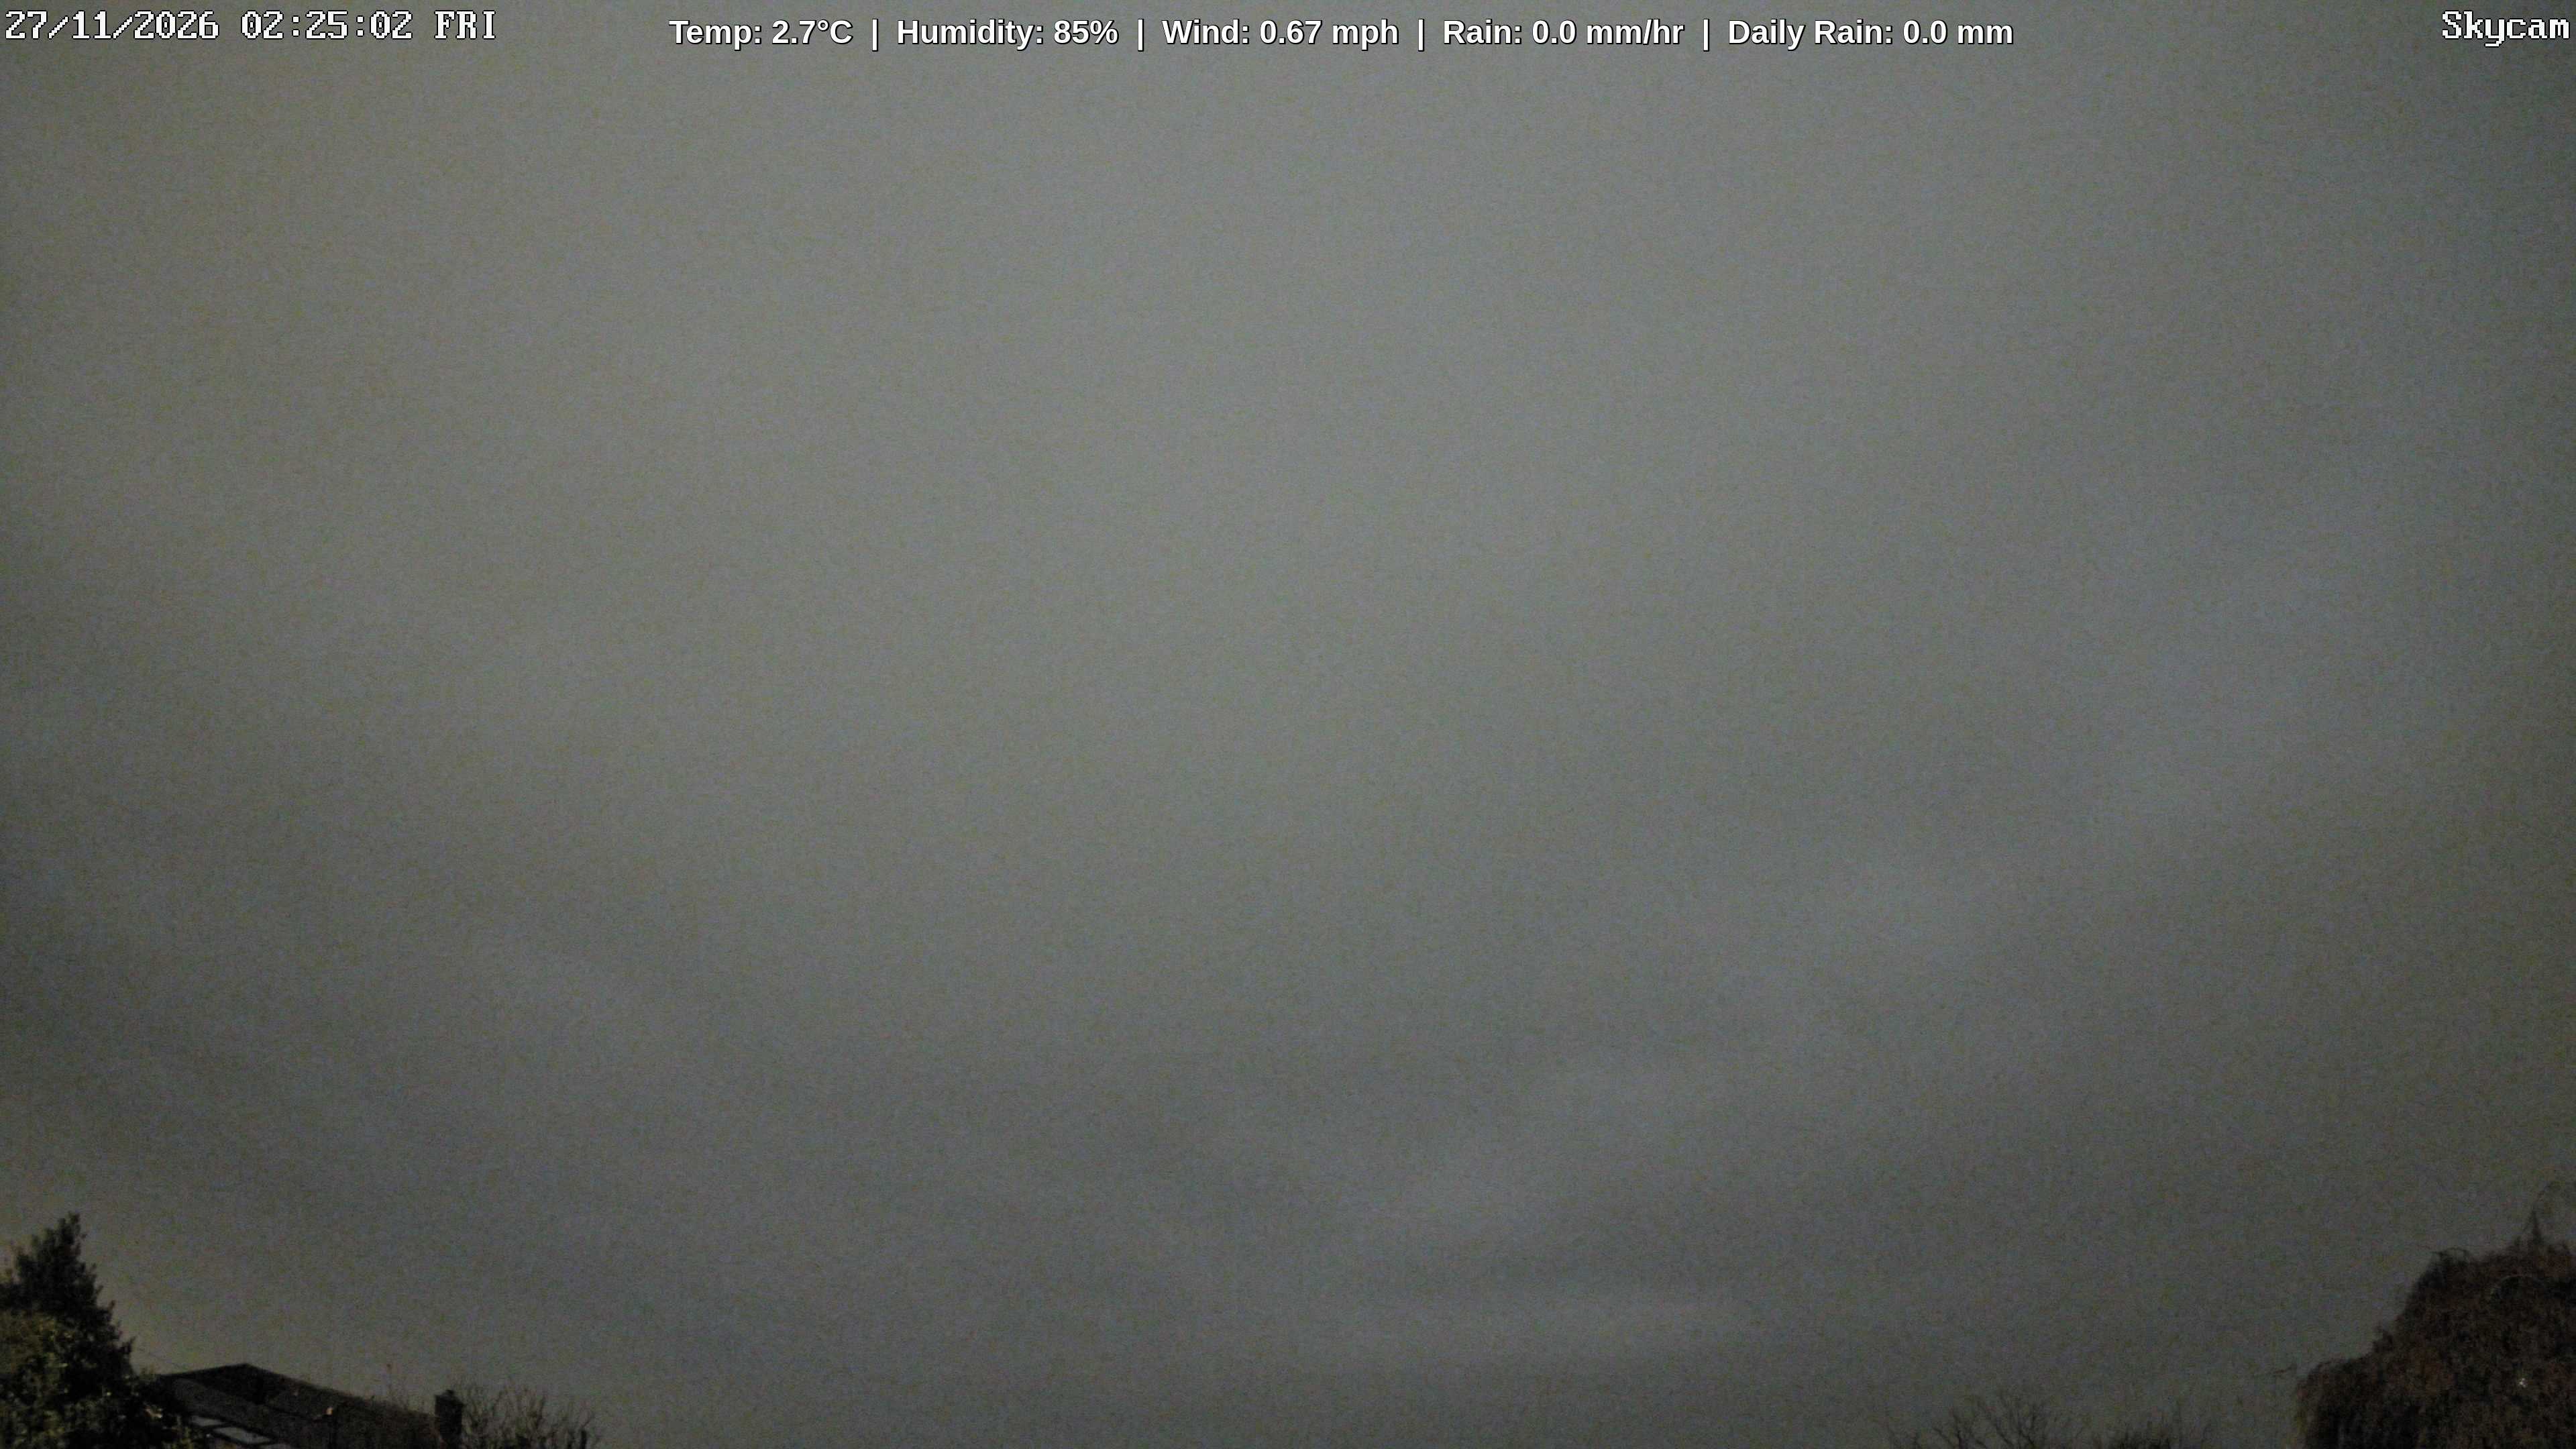 27/11/2026 02:25:02 FRI
Temp: 2.7°C | Humidity: 85% | Wind: 0.67 mph | Rain: 0.0 mm/hr | Daily Rain: 0.0 mm
Skycam